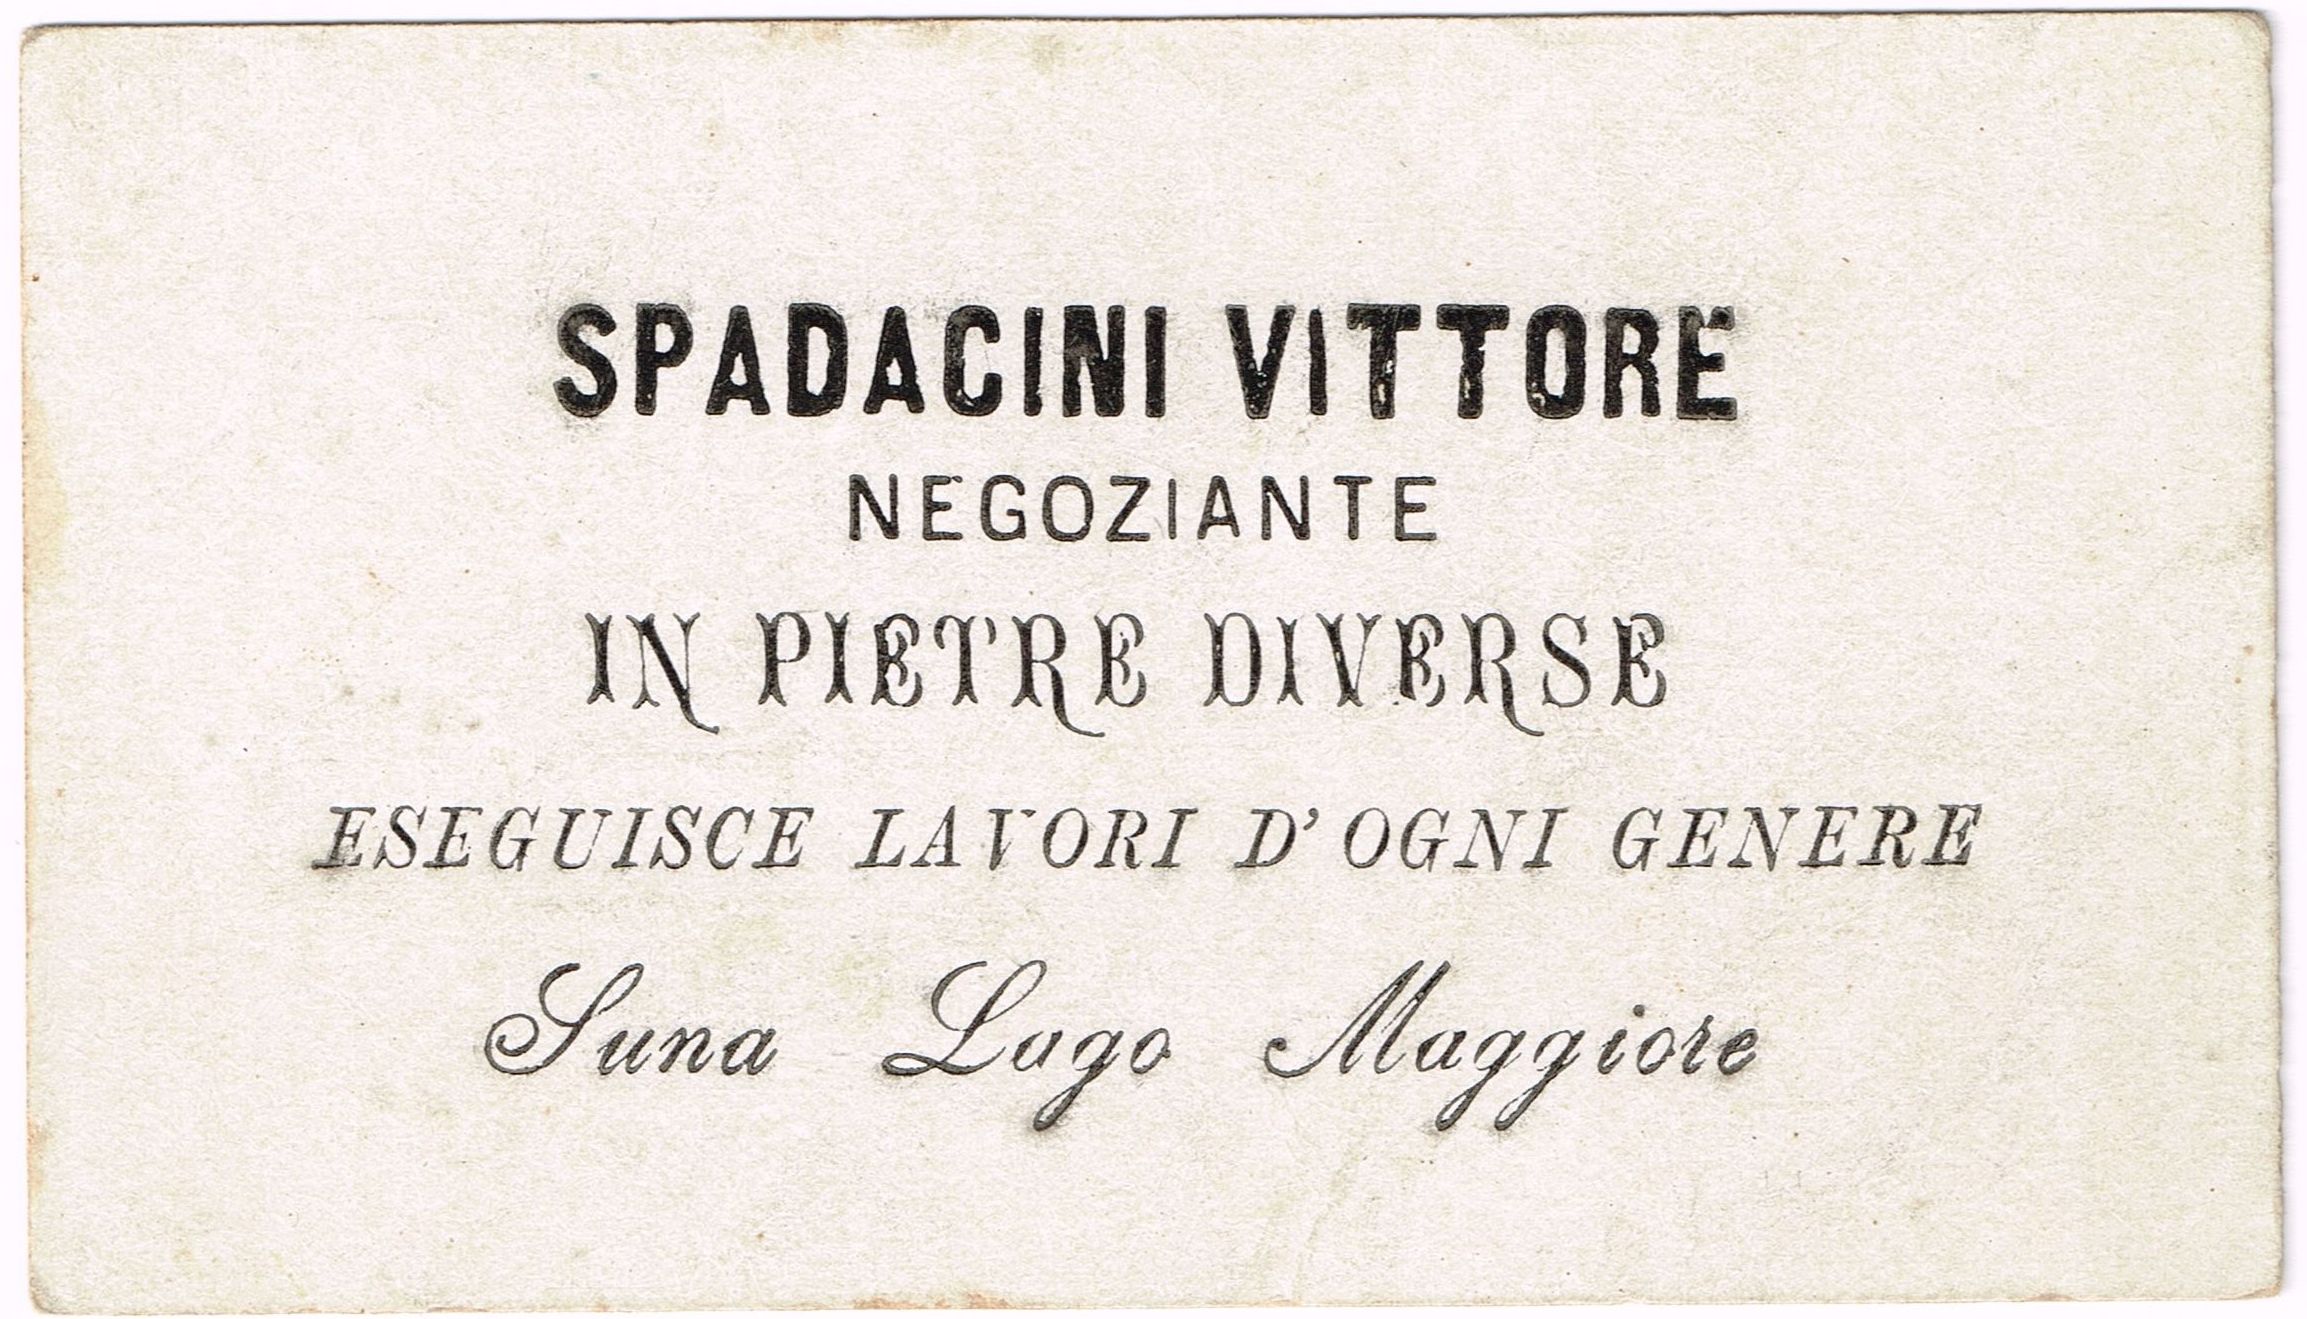 SPADACINI VITTORE
NEGOZIANTE
IN PIETRE DIVERSE
ESEGUISCE LAVORI D'OGNI GENERE
Suna Lago Maggiore